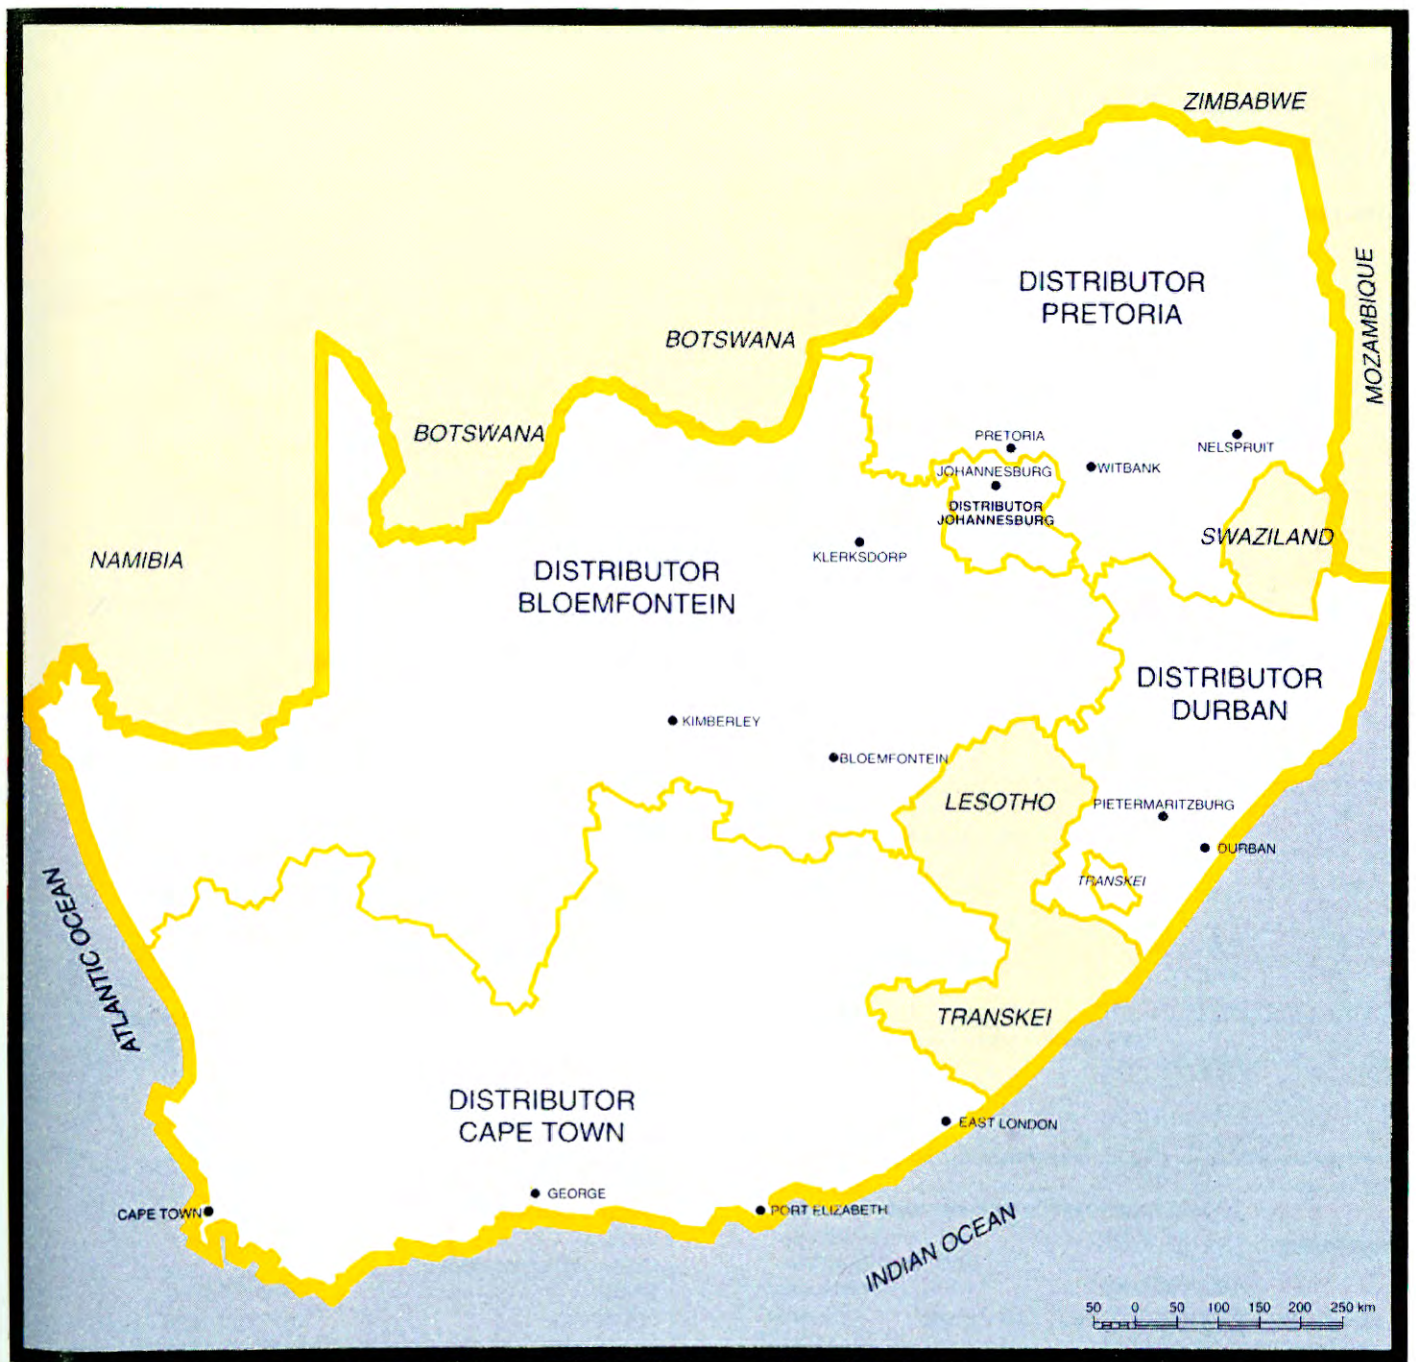 ZIMBABWE
MOZAMBIQUE
DISTRIBUTOR
PRETORIA
BOTSWANA
BOTSWANA
PRETORIA
NELSPRUIT
JOHANNESBURG
WITBANK
DISTRIBUTOR
JOHANNESBURG
SWAZILAND
KLERKSDORP
NAMIBIA
DISTRIBUTOR
BLOEMFONTEIN
DISTRIBUTOR
DURBAN
KIMBERLEY
BLOEMFONTEIN
LESOTHO
PIETERMARITZBURG
DURBAN
TRANSKEI
ATLANTIC OCEAN
TRANSKEI
DISTRIBUTOR
CAPE TOWN
EAST LONDON
GEORGE
CAPE TOWN
PORT ELIZABETH
INDIAN OCEAN
50 0 50 100 150 200 250 km